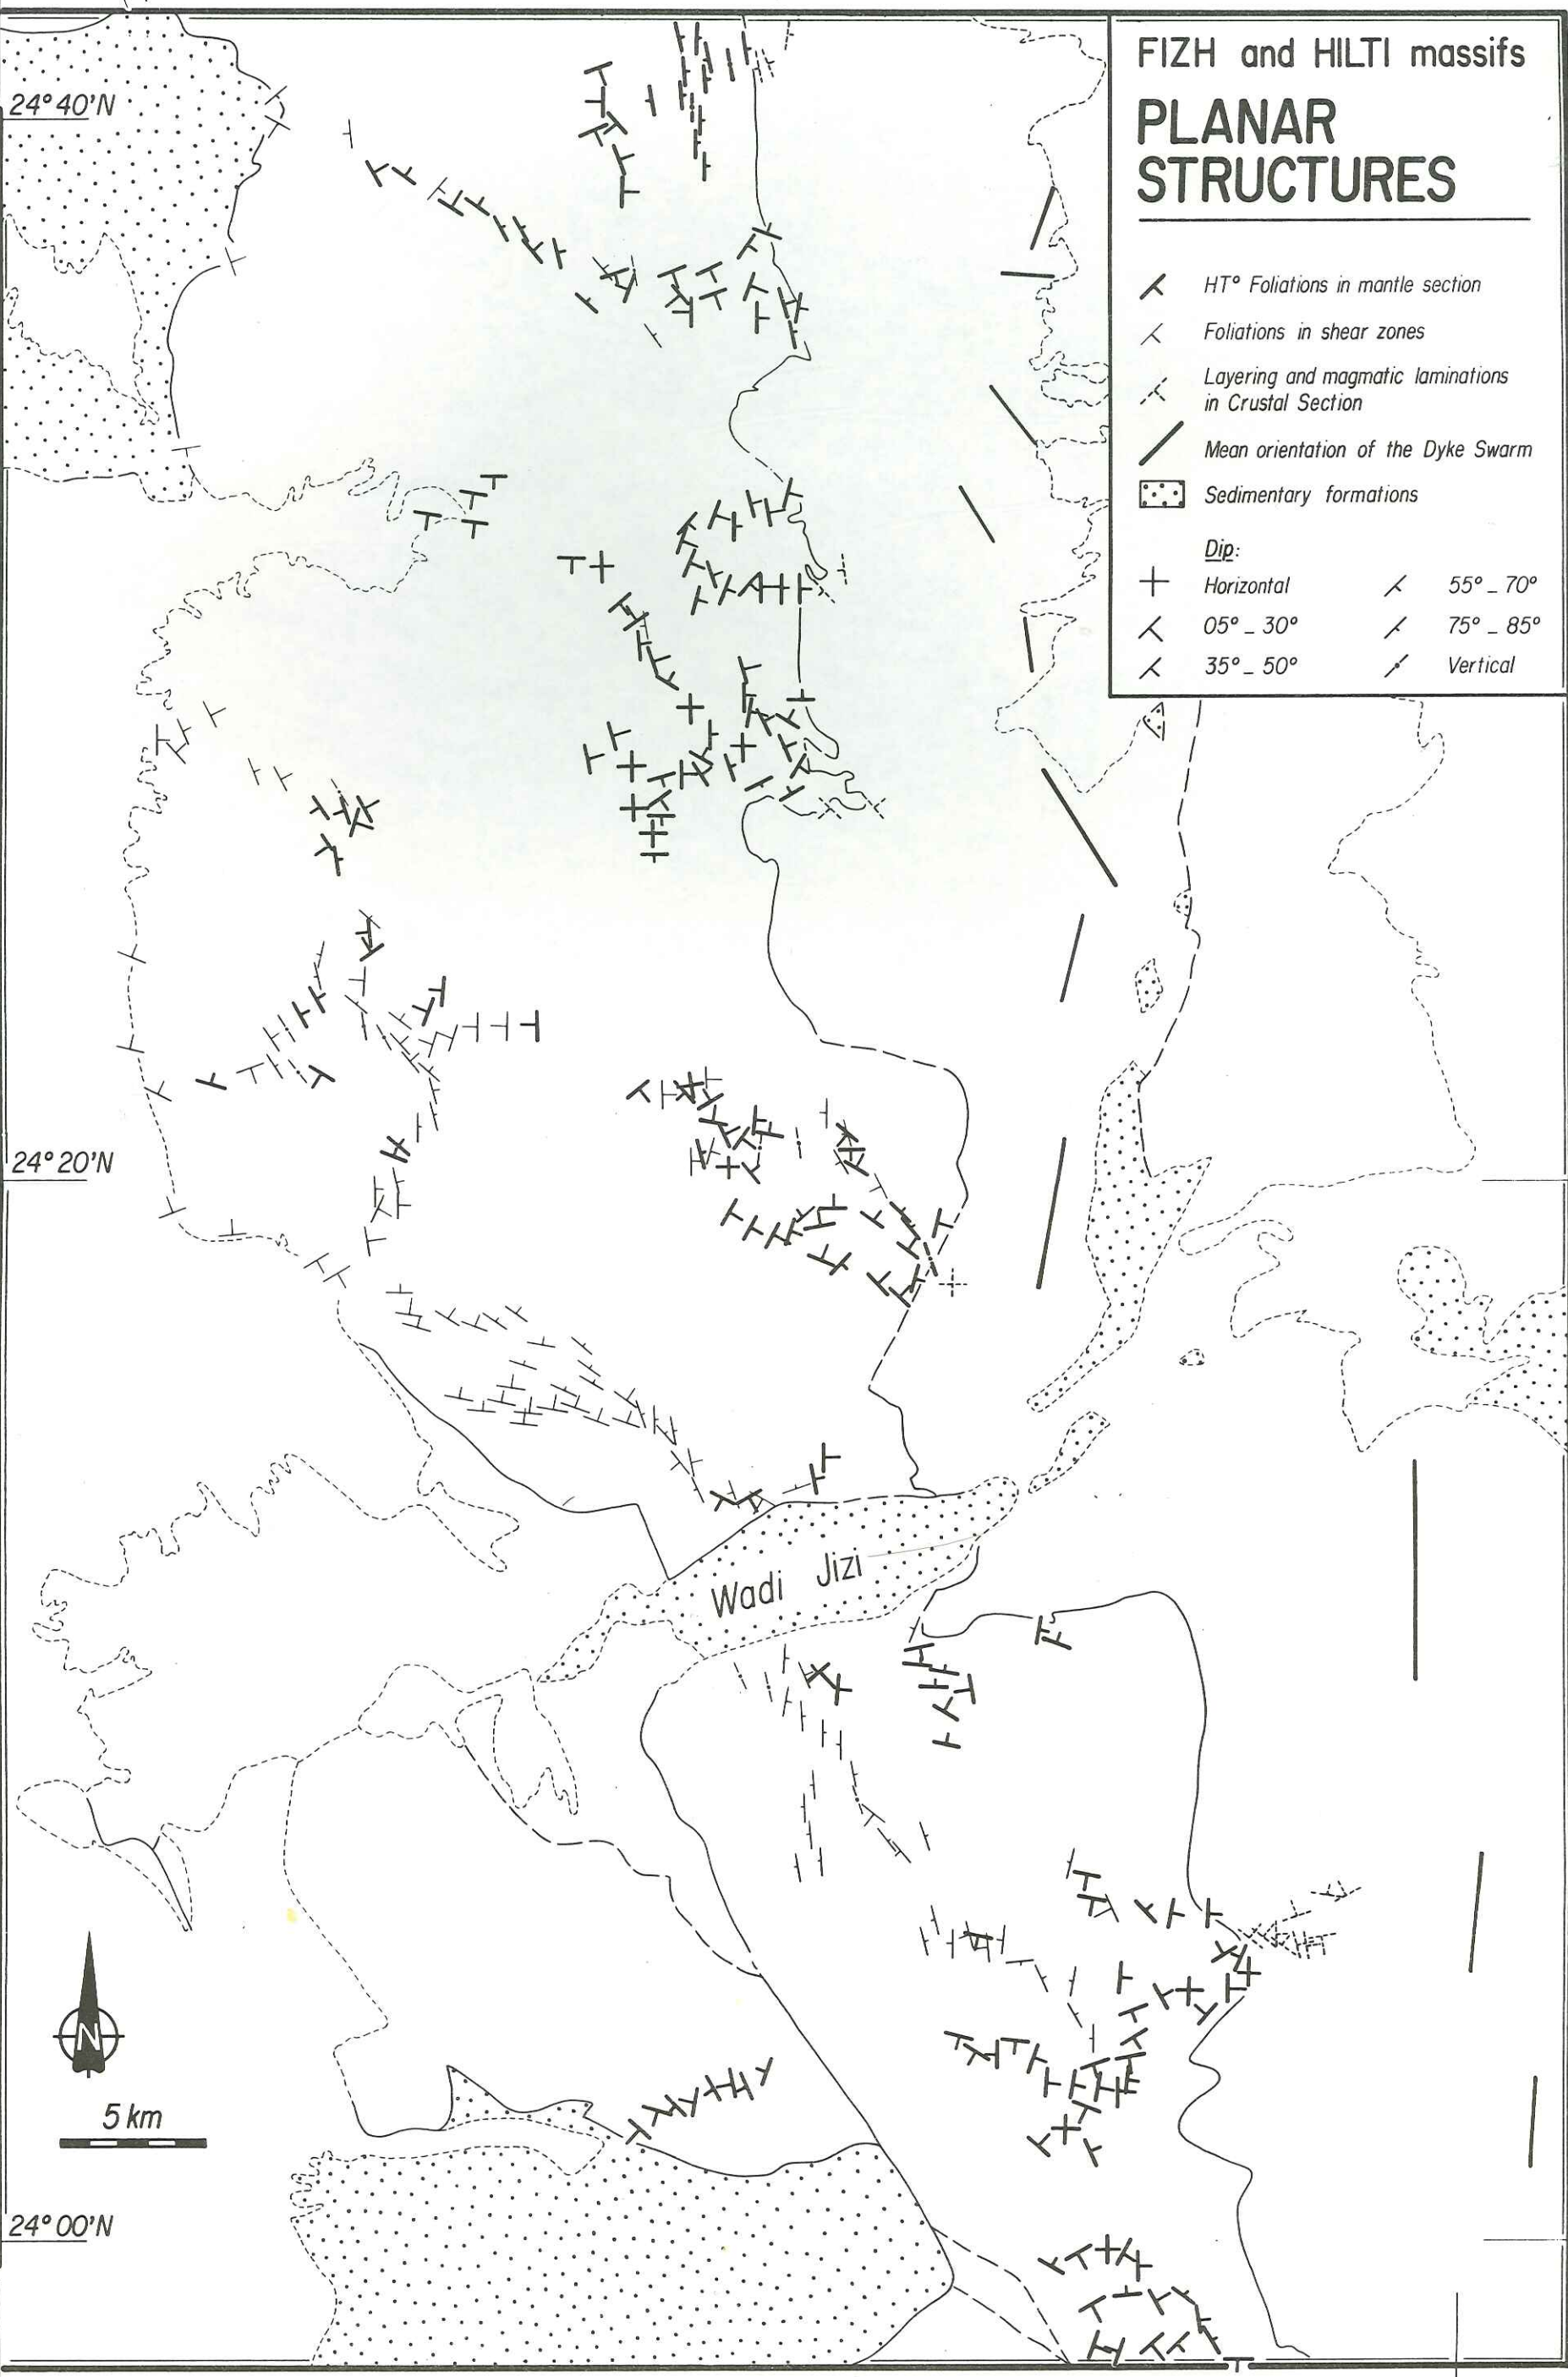 FIZH and HILTI massifs
PLANAR
STRUCTURES
HT° Foliations in mantle section
Foliations in shear zones
Layering and magmatic laminations
in Crustal Section
Mean orientation of the Dyke Swarm
Sedimentary formations
Dip:
Horizontal
55° _ 70°
05° _ 30°
75° _ 85°
35° _ 50°
Vertical
24° 40'N
24° 20'N
Wadi Jizi
N
5 km
24° 00'N